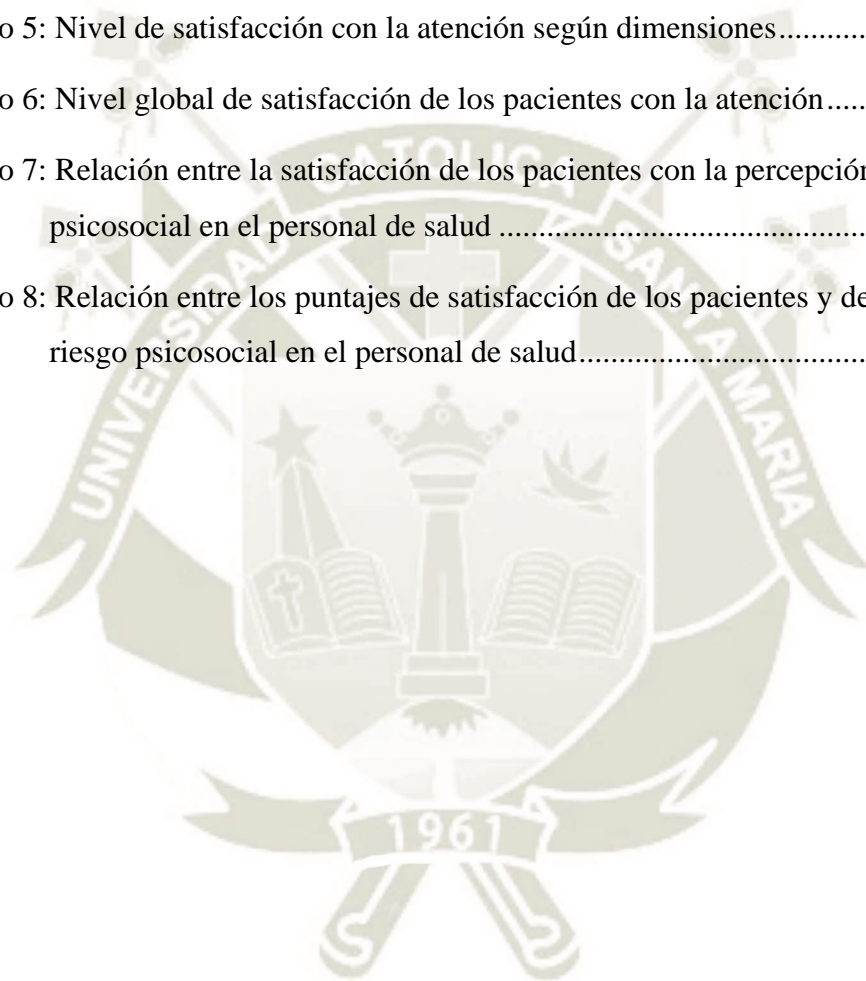 o 5: Nivel de satisfacción con la atención según dimensiones...........
o 6: Nivel global de satisfacción de los pacientes con la atención.....
o 7: Relación entre la satisfacción de los pacientes con la percepción
psicosocial en el personal de salud ......................................
o 8: Relación entre los puntajes de satisfacción de los pacientes y de
riesgo psicosocial en el personal de salud.................................
UNIVERSIDAD CATOLICA SANTA MARIA
1961